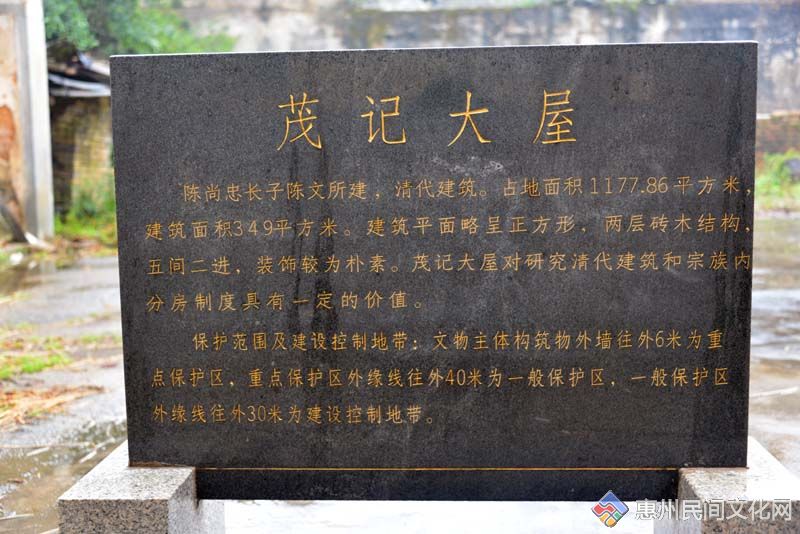 茂记大屋
陈尚忠长子陈文所建，清代建筑。占地面积1177.86平方米，
建筑面积349平方米。建筑平面略呈正方形，两层砖木结构，
五间二进，装饰较为朴素。茂记大屋对研究清代建筑和宗族内
分房制度具有一定的价值。
保护范围及建设控制地带：文物主体构筑物外墙往外6米为重
点保护区，重点保护区外缘线往外40米为一般保护区，一般保护区
外缘线往外30米为建设控制地带。
惠州民间文化网